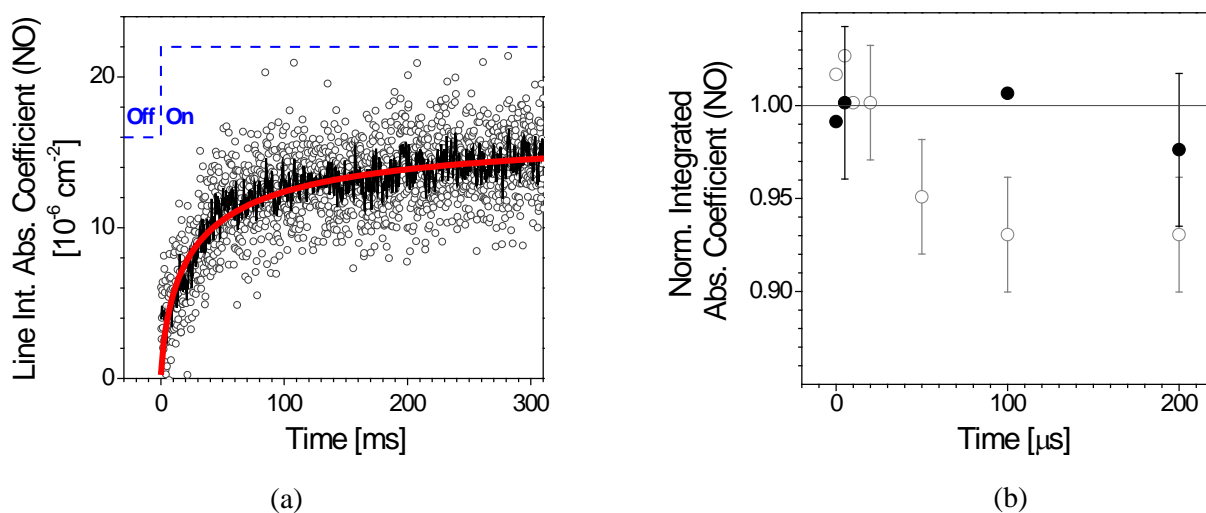 Line Int. Abs. Coefficient (NO)
[10⁻⁶ cm⁻²]
20
10
0
Off On
0 100 200 300
Time [ms]
(a)
Norm. Integrated
Abs. Coefficient (NO)
1.00
0.95
0.90
0 100 200
Time [μs]
(b)